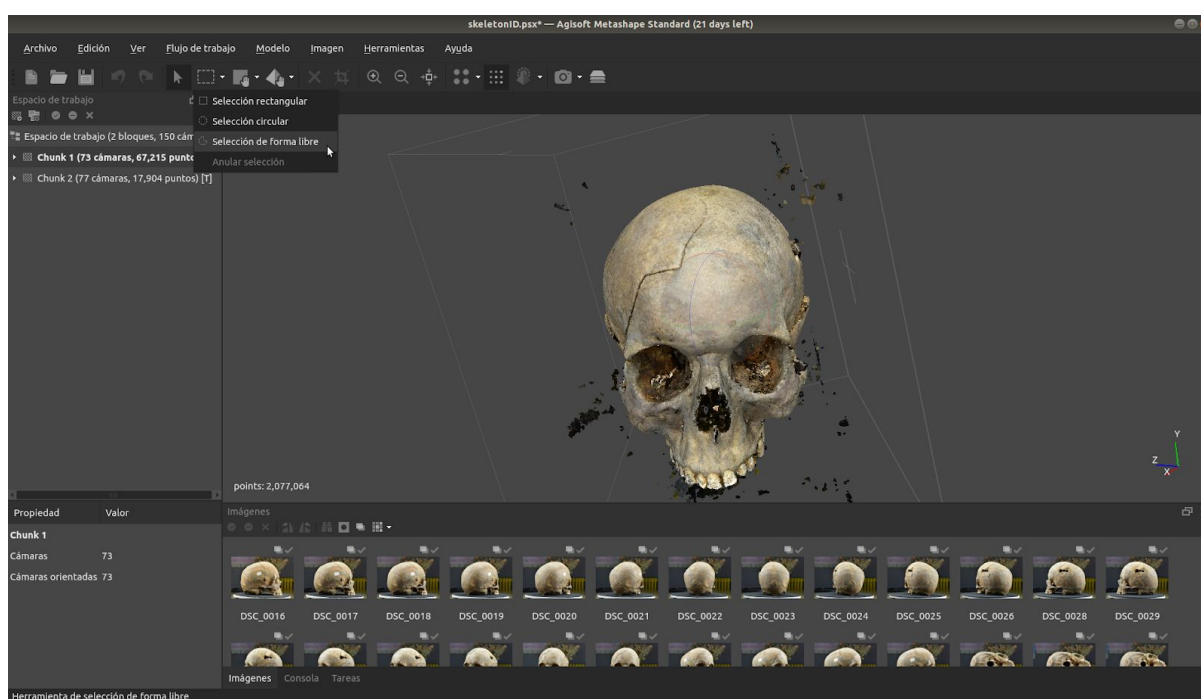 skeletonID.psx* — Agisoft Metashape Standard (21 days left)
Archivo Edición Ver Flujo de trabajo Modelo Imagen Herramientas Ayuda
Espacio de trabajo
Selección rectangular
Selección circular
Selección de forma libre
Anular selección
Espacio de trabajo (2 bloques, 150 cám
Chunk 1 (73 cámaras, 67,215 punto
Chunk 2 (77 cámaras, 17,904 puntos) [T]
Y
Z
X
points: 2,077,064
Propiedad Valor
Chunk 1
Cámaras 73
Cámaras orientadas 73
Imágenes
DSC_0016 DSC_0017 DSC_0018 DSC_0019 DSC_0020 DSC_0021 DSC_0022 DSC_0023 DSC_0024 DSC_0025 DSC_0026 DSC_0028 DSC_0029
Imágenes Consola Tareas
Herramienta de selección de forma libre